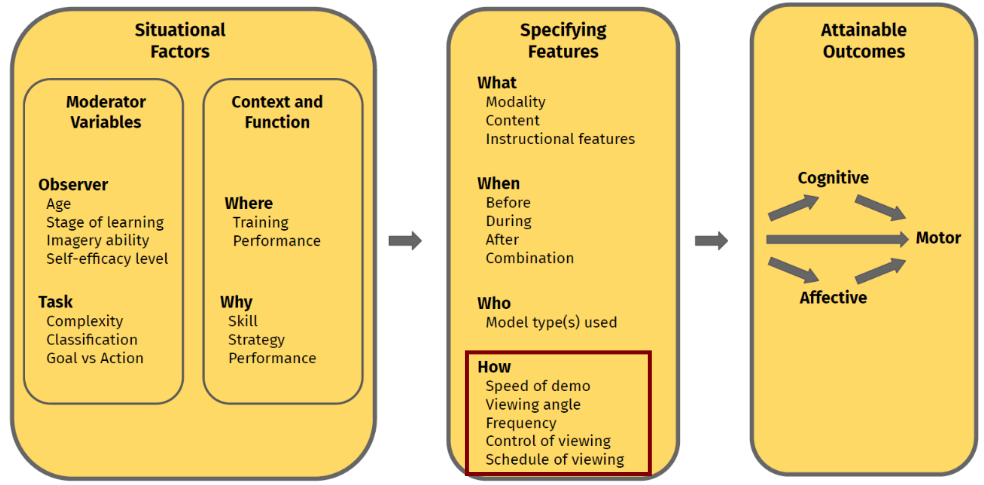 Situational
Factors
Moderator
Variables
Observer
Age
Stage of learning
Imagery ability
Self-efficacy level
Task
Complexity
Classification
Goal vs Action
Context and
Function
Where
Training
Performance
Why
Skill
Strategy
Performance
Specifying
Features
What
Modality
Content
Instructional features
When
Before
During
After
Combination
Who
Model type(s) used
How
Speed of demo
Viewing angle
Frequency
Control of viewing
Schedule of viewing
Attainable
Outcomes
Cognitive
Motor
Affective